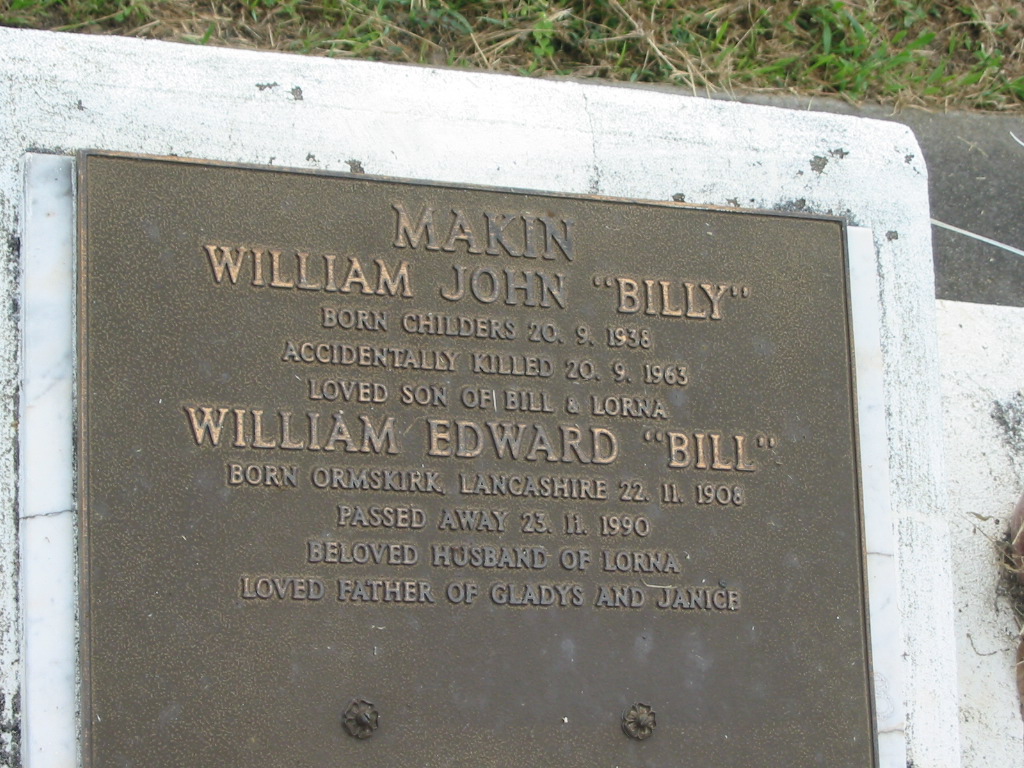 MAKIN
WILLIAM JOHN "BILLY"
BORN CHILDERS 20. 9. 1938
ACCIDENTALLY KILLED 20. 9. 1963
LOVED SON OF BILL & LORNA
WILLIAM EDWARD "BILL"
BORN ORMSKIRK, LANCASHIRE 22. 11. 1908
PASSED AWAY 23. 11. 1990
BELOVED HUSBAND OF LORNA
LOVED FATHER OF GLADYS AND JANICE